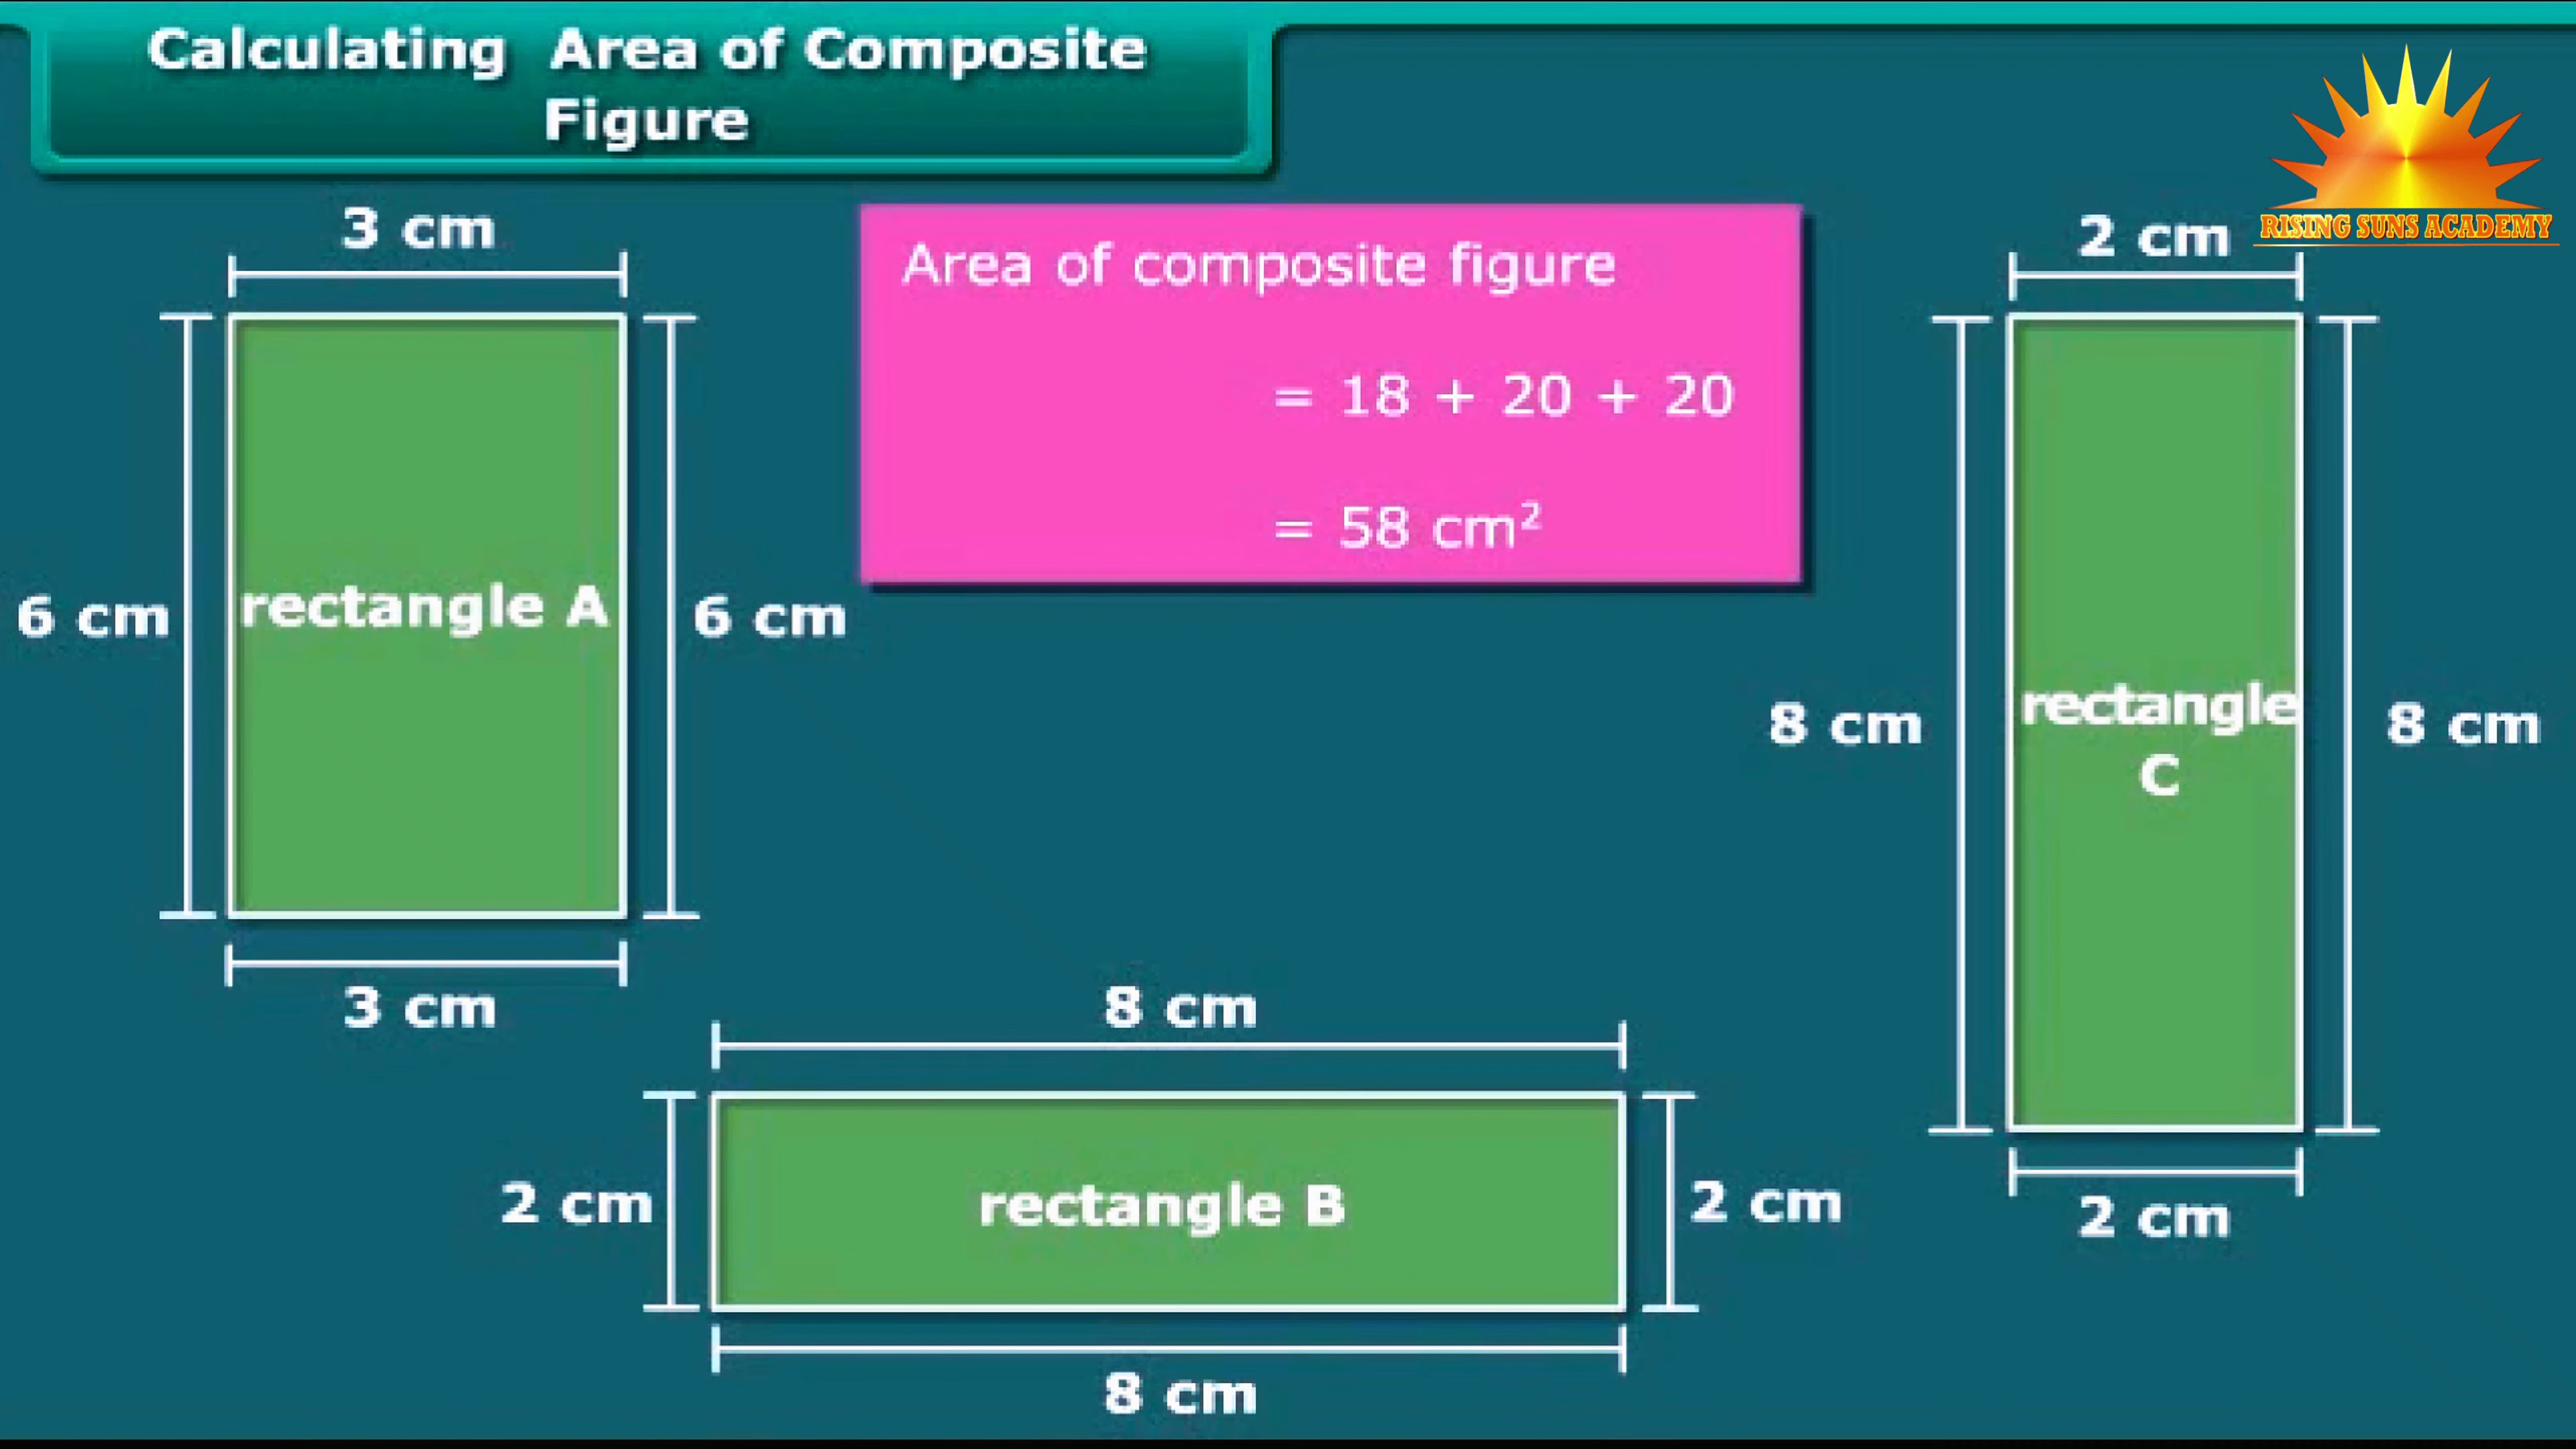 Calculating Area of Composite
Figure
RISING SUNS ACADEMY
3 cm
6 cm
rectangle A
6 cm
3 cm
Area of composite figure
= 18 + 20 + 20
= 58 cm²
2 cm
8 cm
rectangle
C
8 cm
2 cm
8 cm
2 cm
rectangle B
2 cm
8 cm